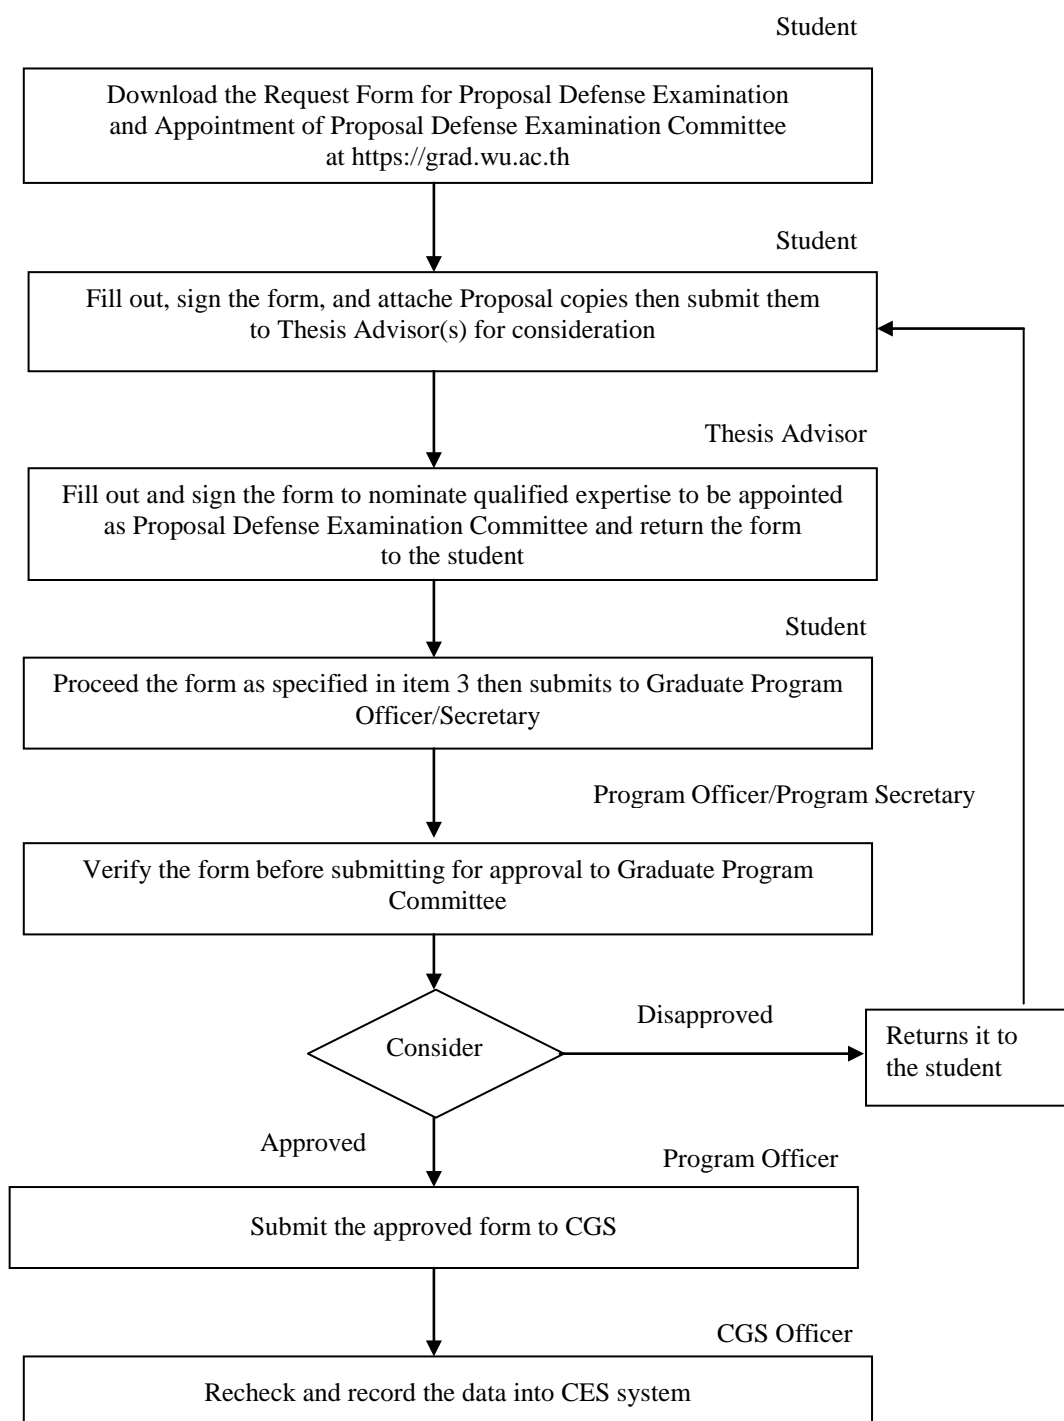 Student
Download the Request Form for Proposal Defense Examination
and Appointment of Proposal Defense Examination Committee
at https://grad.wu.ac.th
Student
Fill out, sign the form, and attache Proposal copies then submit them
to Thesis Advisor(s) for consideration
Thesis Advisor
Fill out and sign the form to nominate qualified expertise to be appointed
as Proposal Defense Examination Committee and return the form
to the student
Student
Proceed the form as specified in item 3 then submits to Graduate Program
Officer/Secretary
Program Officer/Program Secretary
Verify the form before submitting for approval to Graduate Program
Committee
Consider
Disapproved
Returns it to
the student
Approved
Program Officer
Submit the approved form to CGS
CGS Officer
Recheck and record the data into CES system